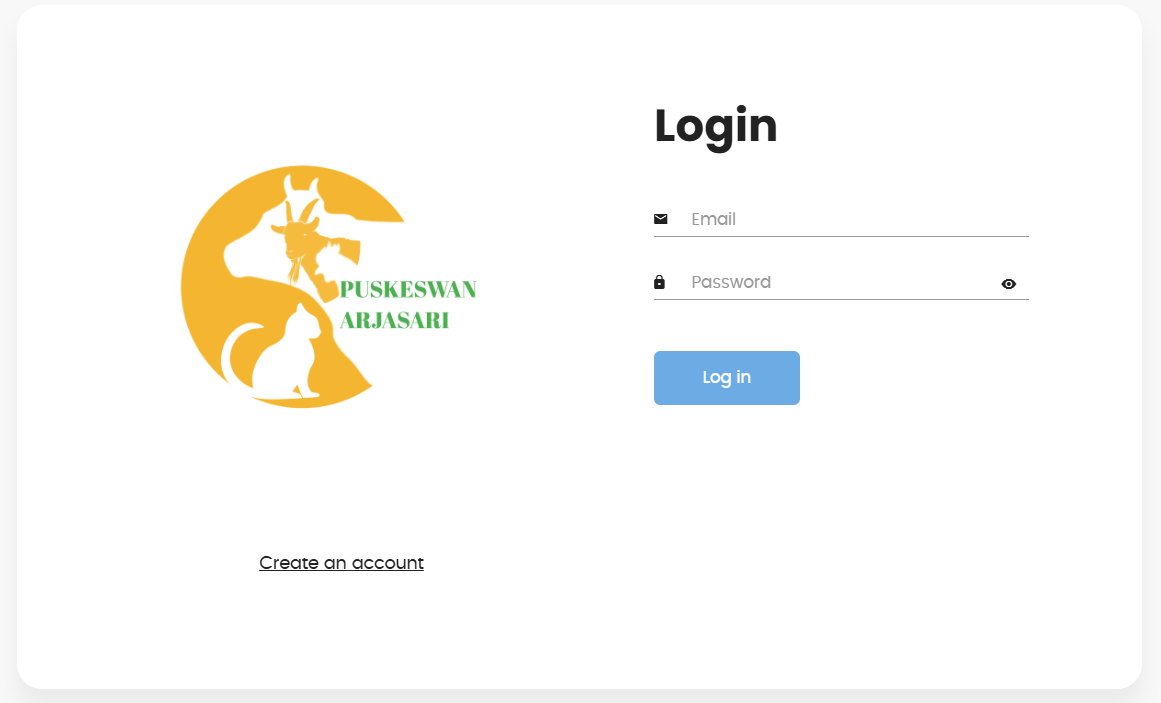 Login
Email
Password
Log in
PUSKESWAN
ARJASARI
Create an account